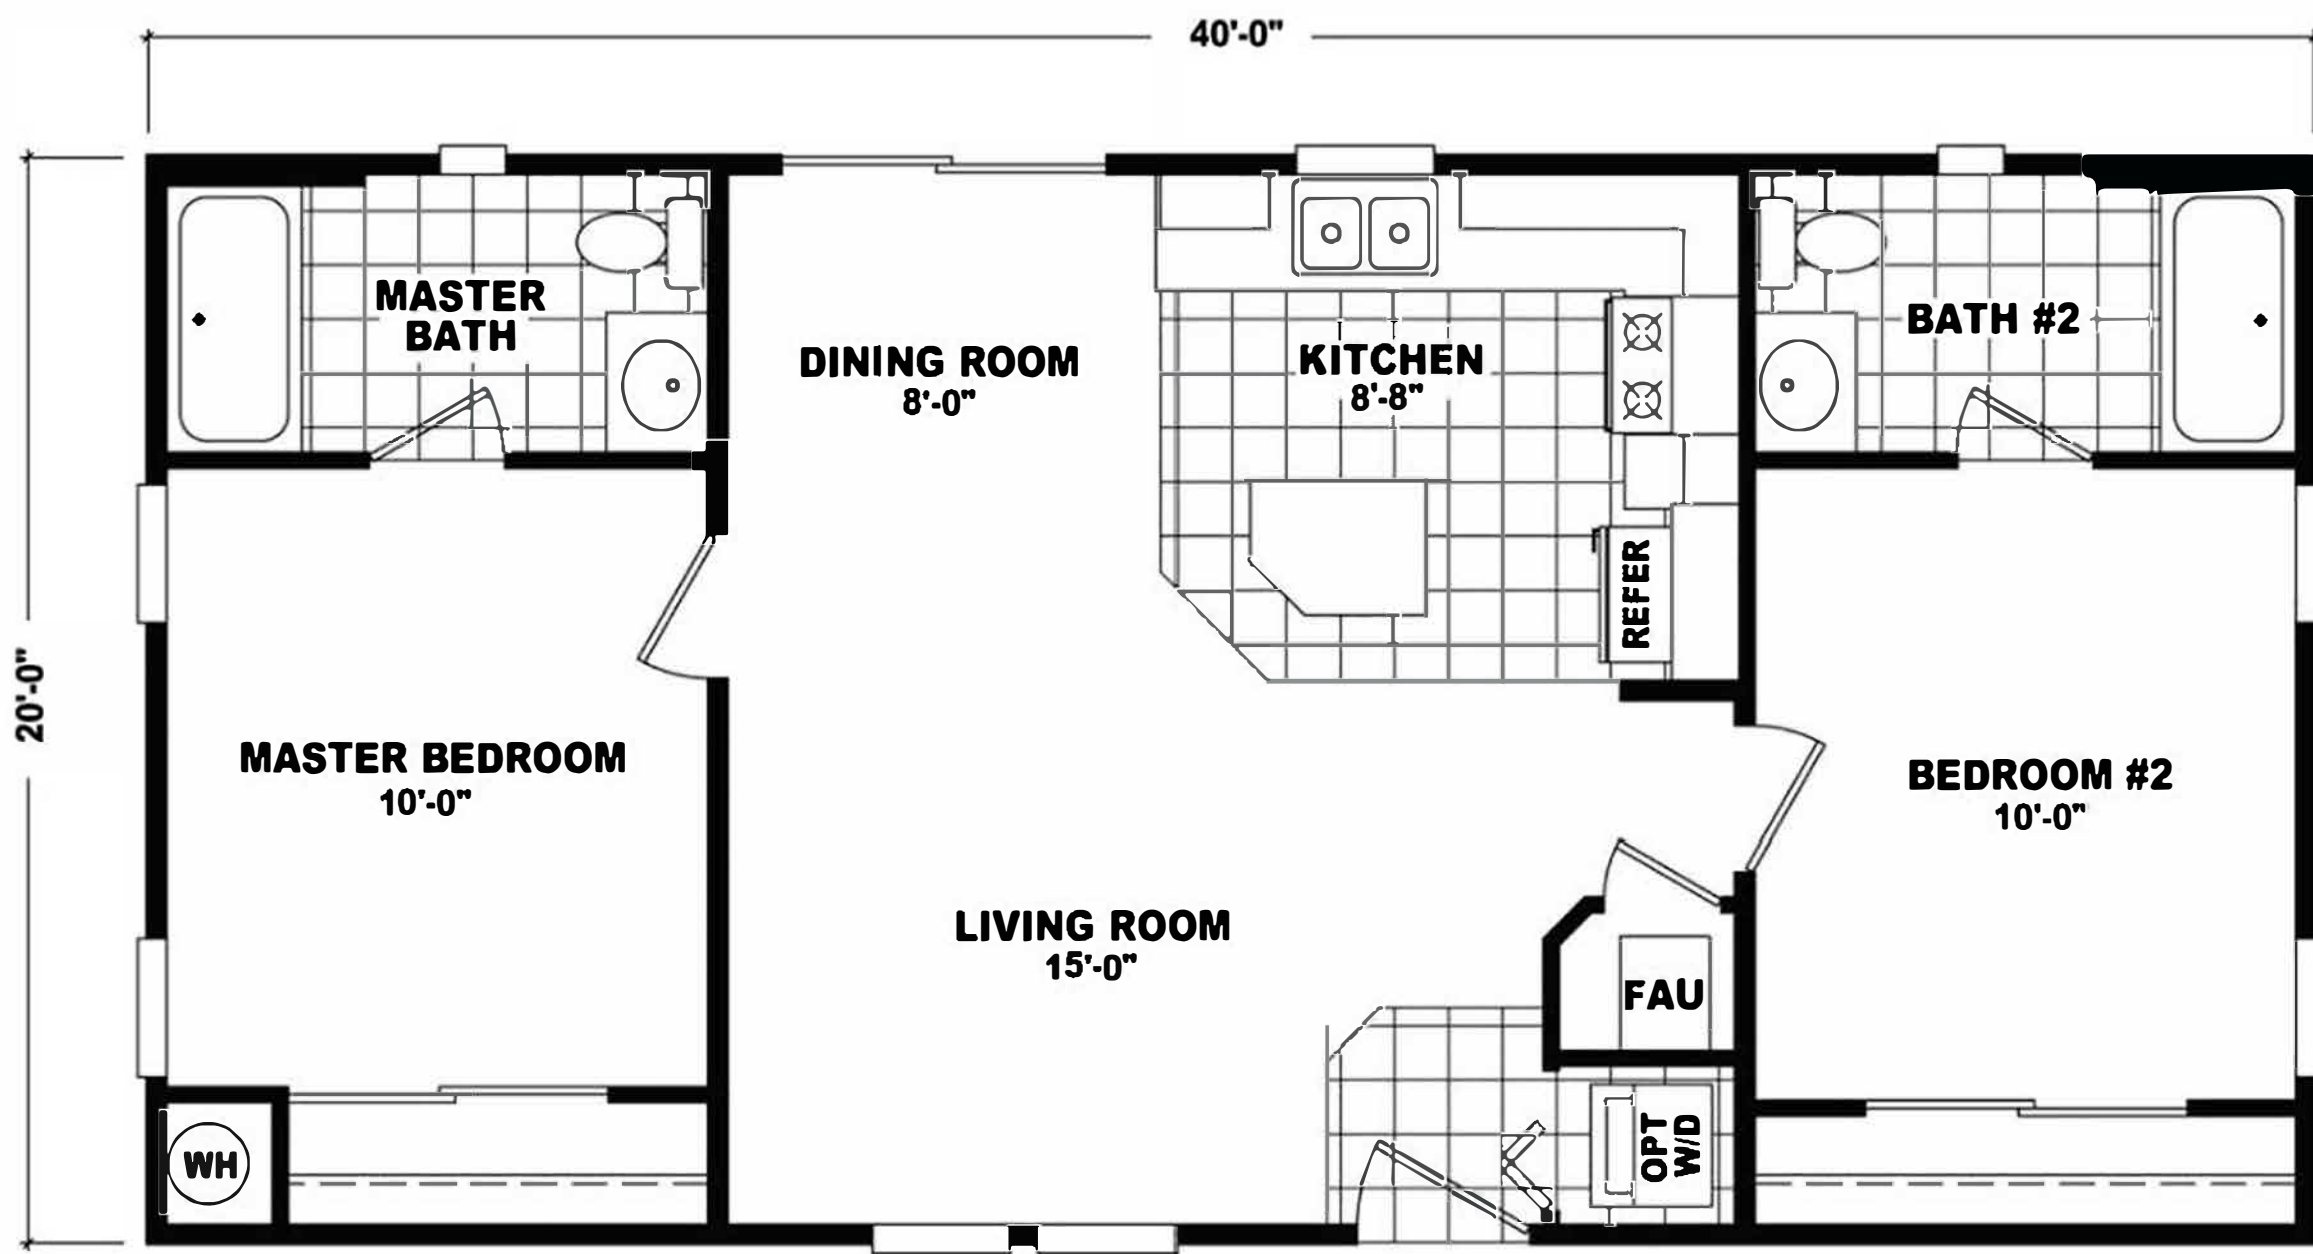 40'-0"
20'-0"
MASTER
BATH
DINING ROOM
8'-0"
KITCHEN
8'-8"
BATH #2
REFER
MASTER BEDROOM
10'-0"
BEDROOM #2
10'-0"
LIVING ROOM
15'-0"
FAU
WH
OPT
W/D